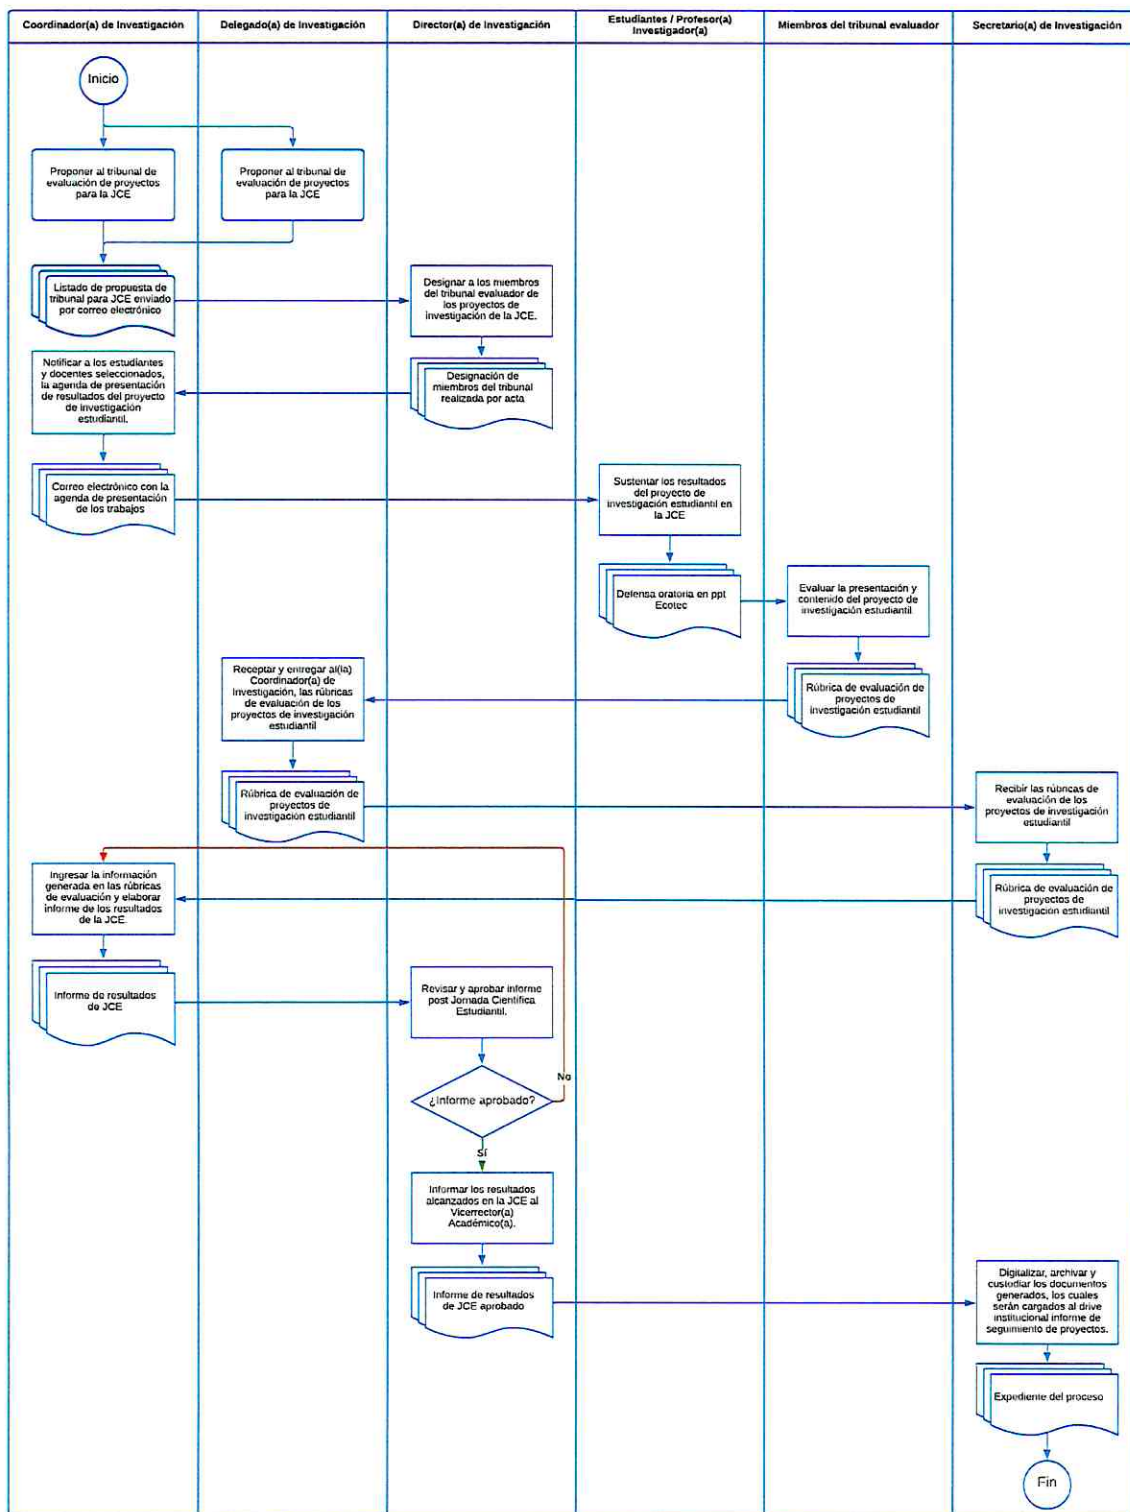 Coordinador(a) de Investigación
Delegado(a) de Investigación
Director(a) de Investigación
Estudiantes / Profesor(a)
Investigador(a)
Miembros del tribunal evaluador
Secretario(a) de Investigación
Inicio
Proponer al tribunal de
evaluación de proyectos
para la JCE
Proponer al tribunal de
evaluación de proyectos
para la JCE
Listado de propuesta de
tribunal para JCE enviado
por correo electrónico
Designar a los miembros
del tribunal evaluador de
los proyectos de
investigación de la JCE.
Designación de
miembros del tribunal
realizada por acta
Notificar a los estudiantes
y docentes seleccionados,
la agenda de presentación
de resultados del proyecto
de investigación
estudiantil.
Correo electrónico con la
agenda de presentación
de los trabajos
Sustentar los resultados
del proyecto de
investigación estudiantil en
la JCE
Defensa oratoria en ppt
Ecotec
Evaluar la presentación y
contenido del proyecto de
investigación estudiantil
Rúbrica de evaluación de
proyectos de
investigación estudiantil
Receptar y entregar al(la)
Coordinador(a) de
Investigación, las rúbricas
de evaluación de los
proyectos de investigación
estudiantil
Rúbrica de evaluación de
proyectos de
investigación estudiantil
Recibir las rúbricas de
evaluación de los
proyectos de investigación
estudiantil
Rúbrica de evaluación de
proyectos de
investigación estudiantil
Ingresar la información
generada en las rúbricas
de evaluación y elaborar
informe de los resultados
de la JCE.
Informe de resultados
de JCE
Revisar y aprobar informe
post Jornada Científica
Estudiantil.
¿Informe aprobado?
No
Sí
Informar los resultados
alcanzados en la JCE al
Vicerrector(a)
Académico(a).
Informe de resultados
de JCE aprobado
Digitalizar, archivar y
custodiar los documentos
generados, los cuales
serán cargados al drive
institucional informe de
seguimiento de proyectos.
Expediente del proceso
Fin